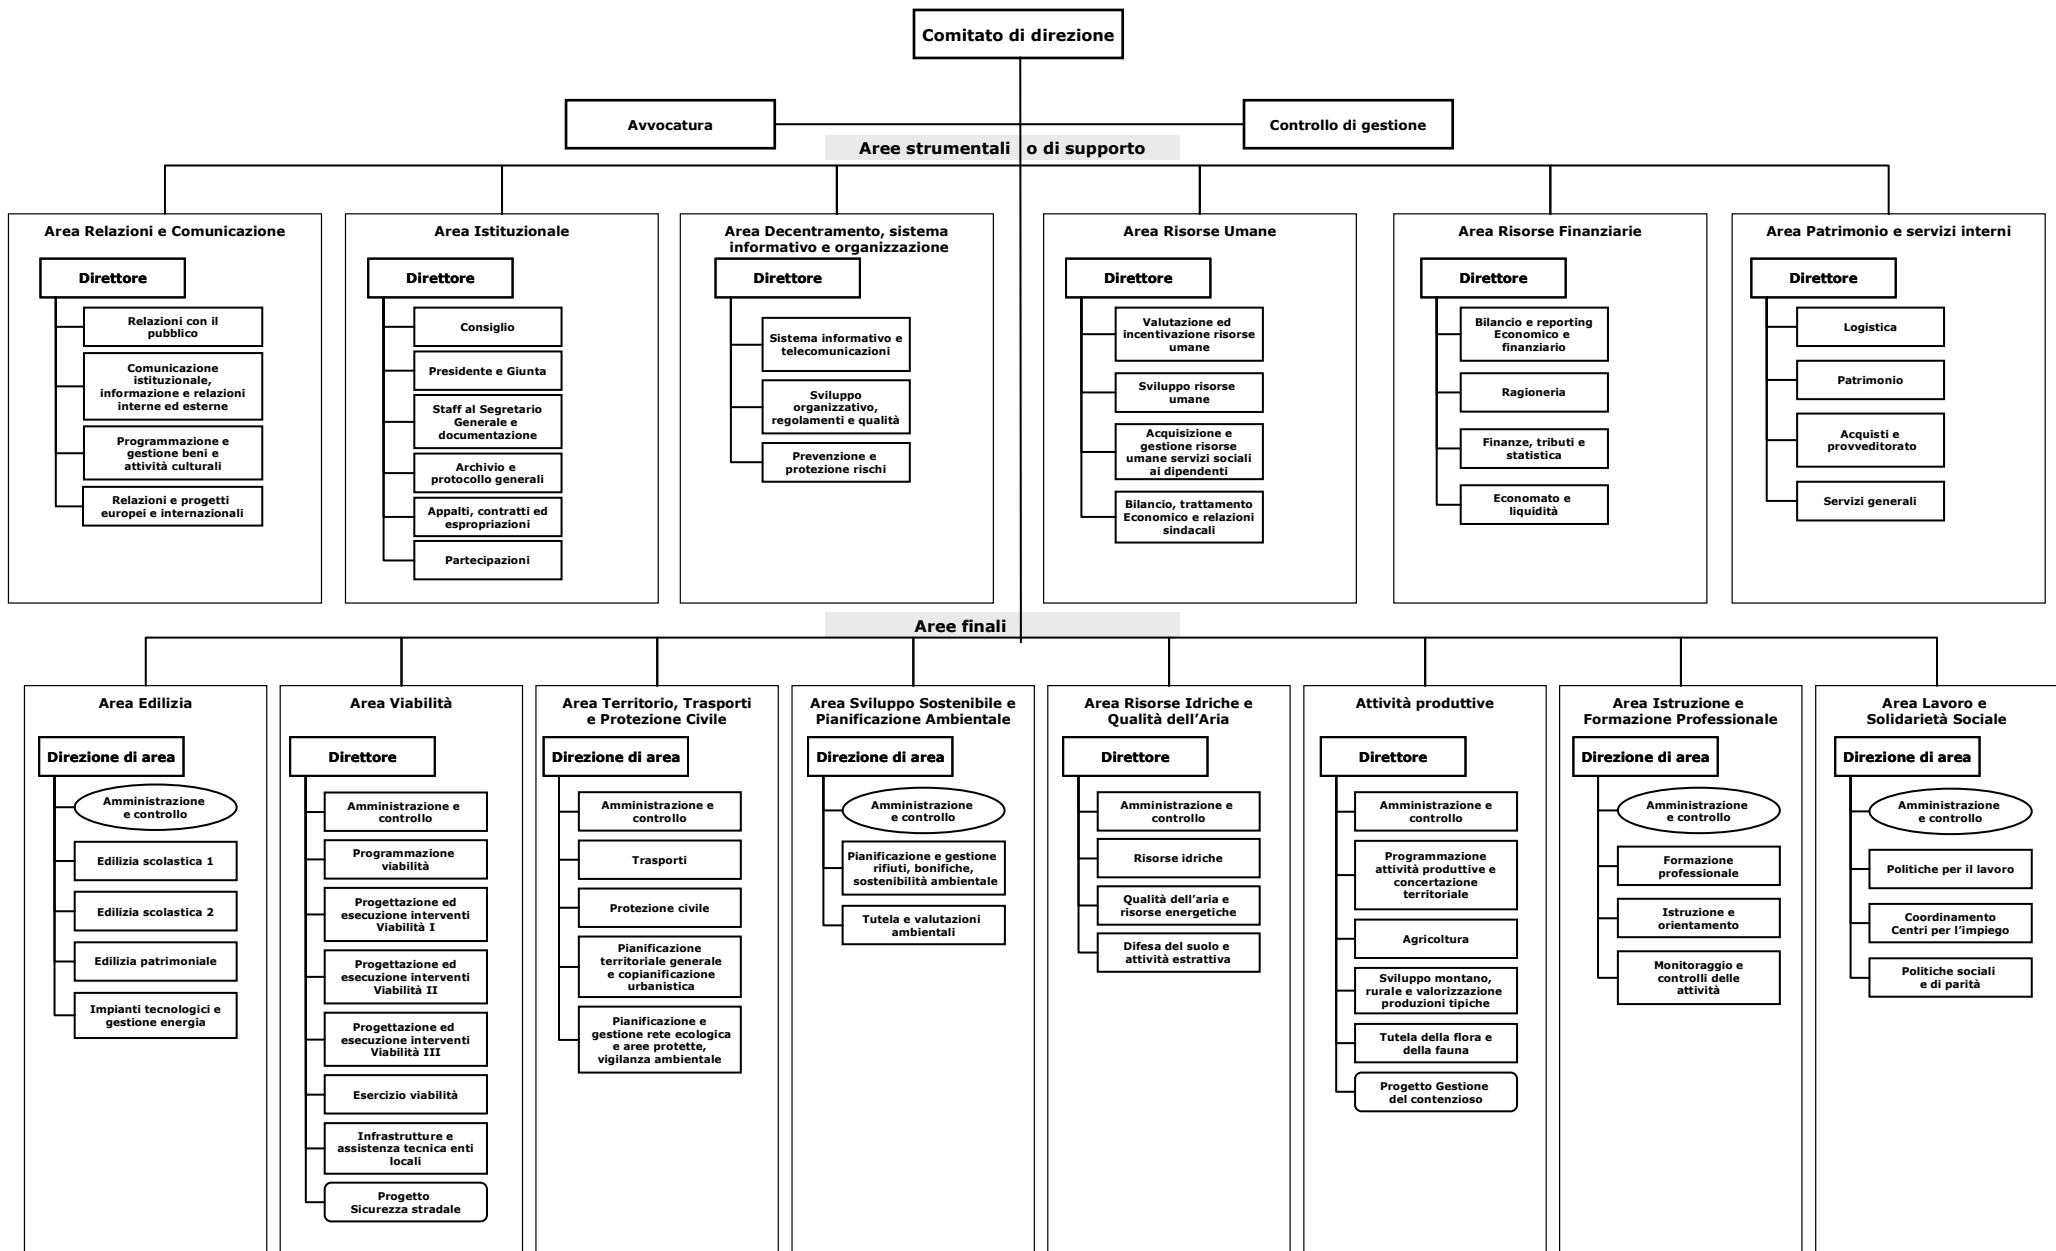 Comitato di direzione
Avvocatura
Controllo di gestione
Aree strumentali o di supporto
Area Relazioni e Comunicazione
Direttore
Relazioni con il
pubblico
Comunicazione
istituzionale,
informazione e relazioni
interne ed esterne
Programmazione e
gestione beni e
attività culturali
Relazioni e progetti
europei e internazionali
Area Istituzionale
Direttore
Consiglio
Presidente e Giunta
Staff al Segretario
Generale e
documentazione
Archivio e
protocollo generali
Appalti, contratti ed
espropriazioni
Partecipazioni
Area Decentramento, sistema
informativo e organizzazione
Direttore
Sistema informativo e
telecomunicazioni
Sviluppo
organizzativo,
regolamenti e qualità
Prevenzione e
protezione rischi
Area Risorse Umane
Direttore
Valutazione ed
incentivazione risorse
umane
Sviluppo risorse
umane
Acquisizione e
gestione risorse
umane servizi sociali
ai dipendenti
Bilancio, trattamento
Economico e relazioni
sindacali
Area Risorse Finanziarie
Direttore
Bilancio e reporting
Economico e
finanziario
Ragioneria
Finanze, tributi e
statistica
Economato e
liquidità
Area Patrimonio e servizi interni
Direttore
Logistica
Patrimonio
Acquisti e
provveditorato
Servizi generali
Aree finali
Area Edilizia
Direzione di area
Amministrazione
e controllo
Edilizia scolastica 1
Edilizia scolastica 2
Edilizia patrimoniale
Impianti tecnologici e
gestione energia
Area Viabilità
Direttore
Amministrazione e
controllo
Programmazione
viabilità
Progettazione ed
esecuzione interventi
Viabilità I
Progettazione ed
esecuzione interventi
Viabilità II
Progettazione ed
esecuzione interventi
Viabilità III
Esercizio viabilità
Infrastrutture e
assistenza tecnica enti
locali
Progetto
Sicurezza stradale
Area Territorio, Trasporti
e Protezione Civile
Direzione di area
Amministrazione e
controllo
Trasporti
Protezione civile
Pianificazione
territoriale generale
e copianificazione
urbanistica
Pianificazione e
gestione rete ecologica
e aree protette,
vigilanza ambientale
Area Sviluppo Sostenibile e
Pianificazione Ambientale
Direzione di area
Amministrazione
e controllo
Pianificazione e gestione
rifiuti, bonifiche,
sostenibilità ambientale
Tutela e valutazioni
ambientali
Area Risorse Idriche e
Qualità dell’Aria
Direttore
Amministrazione e
controllo
Risorse idriche
Qualità dell’aria e
risorse energetiche
Difesa del suolo e
attività estrattiva
Attività produttive
Direttore
Amministrazione e
controllo
Programmazione
attività produttive e
concertazione
territoriale
Agricoltura
Sviluppo montano,
rurale e valorizzazione
produzioni tipiche
Tutela della flora e
della fauna
Progetto Gestione
del contenzioso
Area Istruzione e
Formazione Professionale
Direzione di area
Amministrazione
e controllo
Formazione
professionale
Istruzione e
orientamento
Monitoraggio e
controlli delle
attività
Area Lavoro e
Solidarietà Sociale
Direzione di area
Amministrazione
e controllo
Politiche per il lavoro
Coordinamento
Centri per l’impiego
Politiche sociali
e di parità